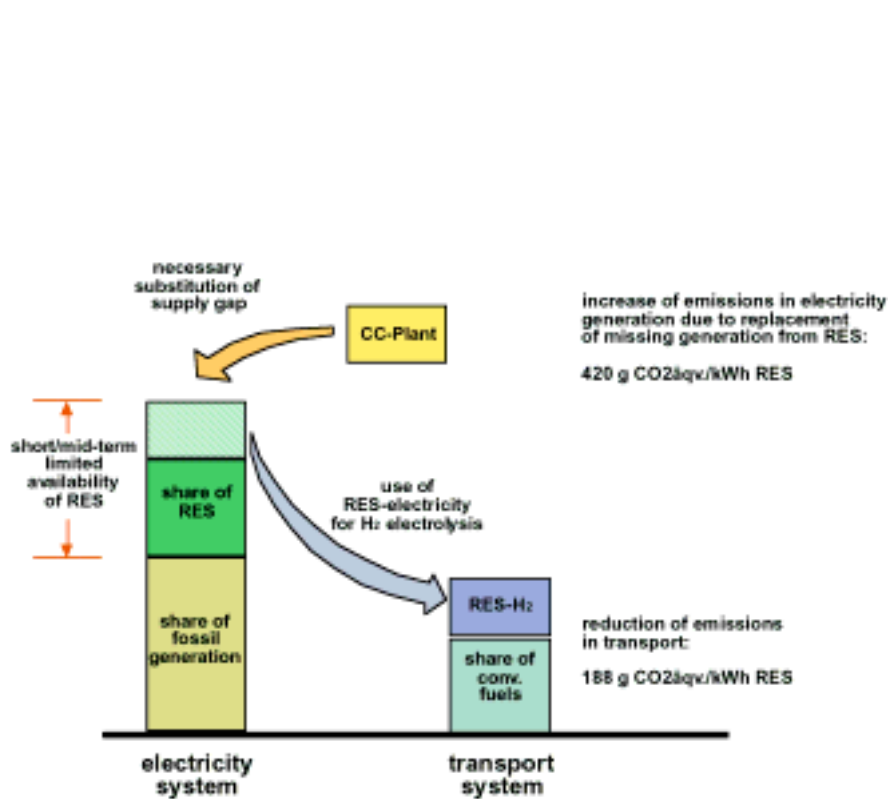 necessary
substitution of
supply gap
CC-Plant
increase of emissions in electricity
generation due to replacement
of missing generation from RES:
420 g CO2äqv./kWh RES
short/mid-term
limited
availability
of RES
share of
RES
use of
RES-electricity
for H₂ electrolysis
share of
fossil
generation
RES-H₂
share of
conv.
fuels
reduction of emissions
in transport:
188 g CO2äqv./kWh RES
electricity
system
transport
system